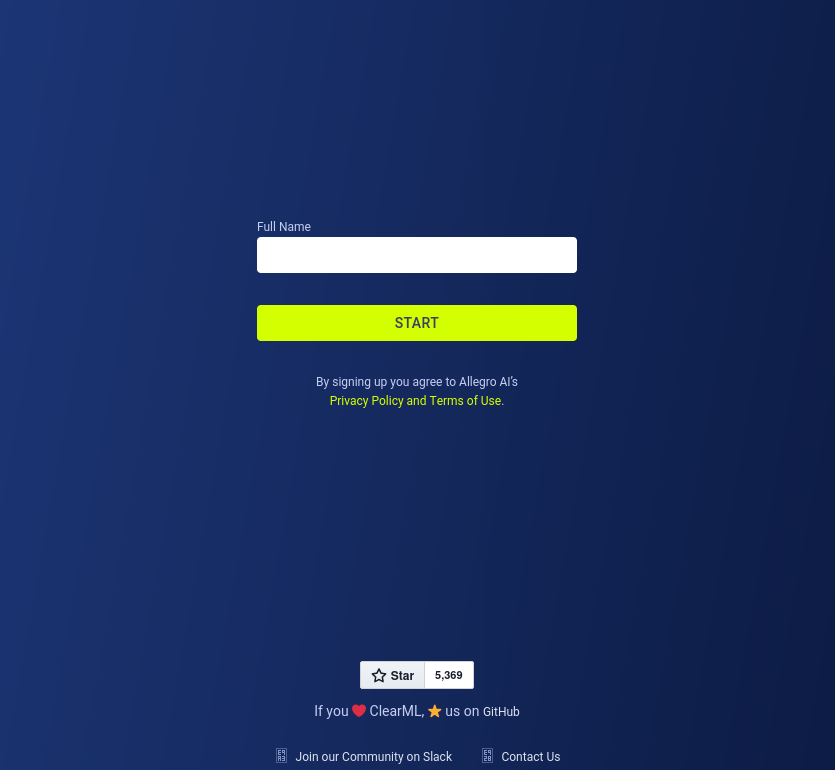 Full Name
START
By signing up you agree to Allegro AI's
Privacy Policy and Terms of Use.
Star 5,369
If you ❤️ ClearML, ⭐ us on GitHub
Join our Community on Slack Contact Us